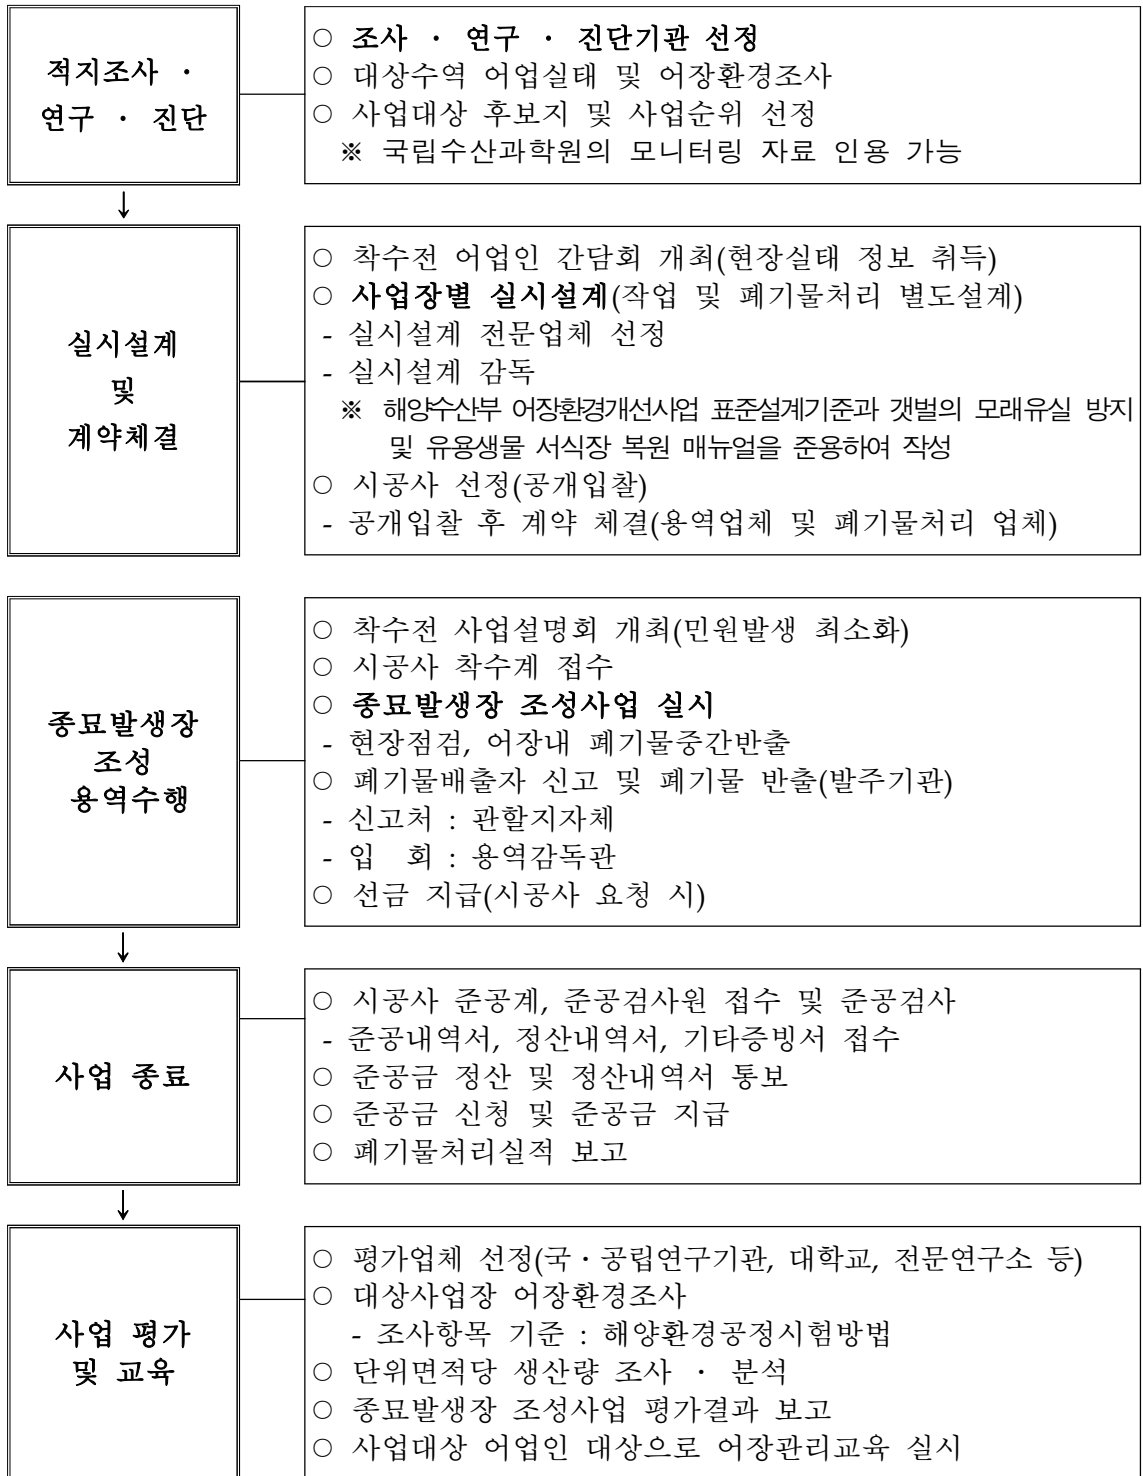 적지조사 ·
연구 · 진단
○ 조사 · 연구 · 진단기관 선정
○ 대상수역 어업실태 및 어장환경조사
○ 사업대상 후보지 및 사업순위 선정
※ 국립수산과학원의 모니터링 자료 인용 가능
↓
실시설계
및
계약체결
○ 착수전 어업인 간담회 개최(현장실태 정보 취득)
○ 사업장별 실시설계(작업 및 폐기물처리 별도설계)
- 실시설계 전문업체 선정
- 실시설계 감독
※ 해양수산부 어장환경개선사업 표준설계기준과 갯벌의 모래유실 방지
및 유용생물 서식장 복원 매뉴얼을 준용하여 작성
○ 시공사 선정(공개입찰)
- 공개입찰 후 계약 체결(용역업체 및 폐기물처리 업체)
종묘발생장
조성
용역수행
○ 착수전 사업설명회 개최(민원발생 최소화)
○ 시공사 착수계 접수
○ 종묘발생장 조성사업 실시
- 현장점검, 어장내 폐기물중간반출
○ 폐기물배출자 신고 및 폐기물 반출(발주기관)
- 신고처 : 관할지자체
- 입 회 : 용역감독관
○ 선금 지급(시공사 요청 시)
↓
사업 종료
○ 시공사 준공계, 준공검사원 접수 및 준공검사
- 준공내역서, 정산내역서, 기타증빙서 접수
○ 준공금 정산 및 정산내역서 통보
○ 준공금 신청 및 준공금 지급
○ 폐기물처리실적 보고
↓
사업 평가
및 교육
○ 평가업체 선정(국·공립연구기관, 대학교, 전문연구소 등)
○ 대상사업장 어장환경조사
- 조사항목 기준 : 해양환경공정시험방법
○ 단위면적당 생산량 조사 · 분석
○ 종묘발생장 조성사업 평가결과 보고
○ 사업대상 어업인 대상으로 어장관리교육 실시